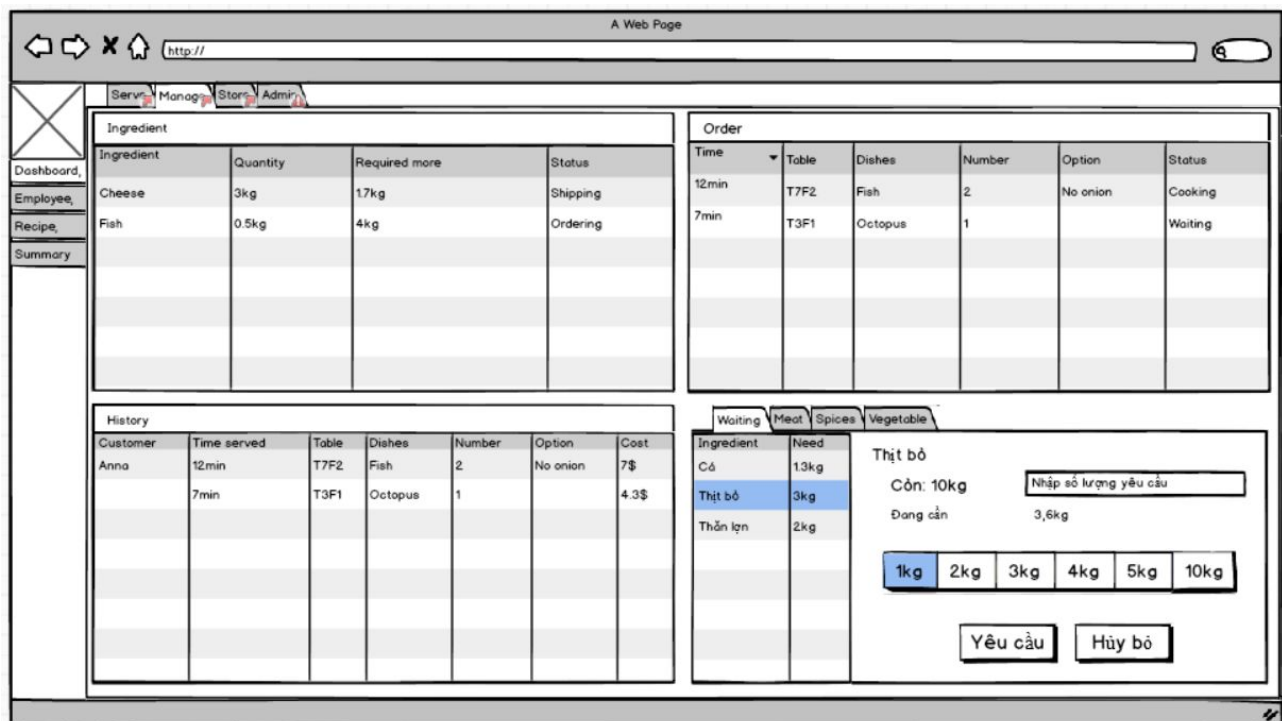 A Web Page
http://
Serve Manage Store Admin
Dashboard,
Employee,
Recipe,
Summary
Ingredient
Ingredient Quantity Required more Status
Cheese 3kg 1.7kg Shipping
Fish 0.5kg 4kg Ordering
Order
Time Table Dishes Number Option Status
12min T7F2 Fish 2 No onion Cooking
7min T3F1 Octopus 1 Waiting
History
Customer Time served Table Dishes Number Option Cost
Anna 12min T7F2 Fish 2 No onion 7$
7min T3F1 Octopus 1 4.3$
Waiting Meat Spices Vegetable
Ingredient Need
Cá 1.3kg
Thịt bò 3kg
Thăn lợn 2kg
Thịt bò
Còn: 10kg Nhập số lượng yêu cầu
Đang cần 3,6kg
1kg 2kg 3kg 4kg 5kg 10kg
Yêu cầu Hủy bỏ